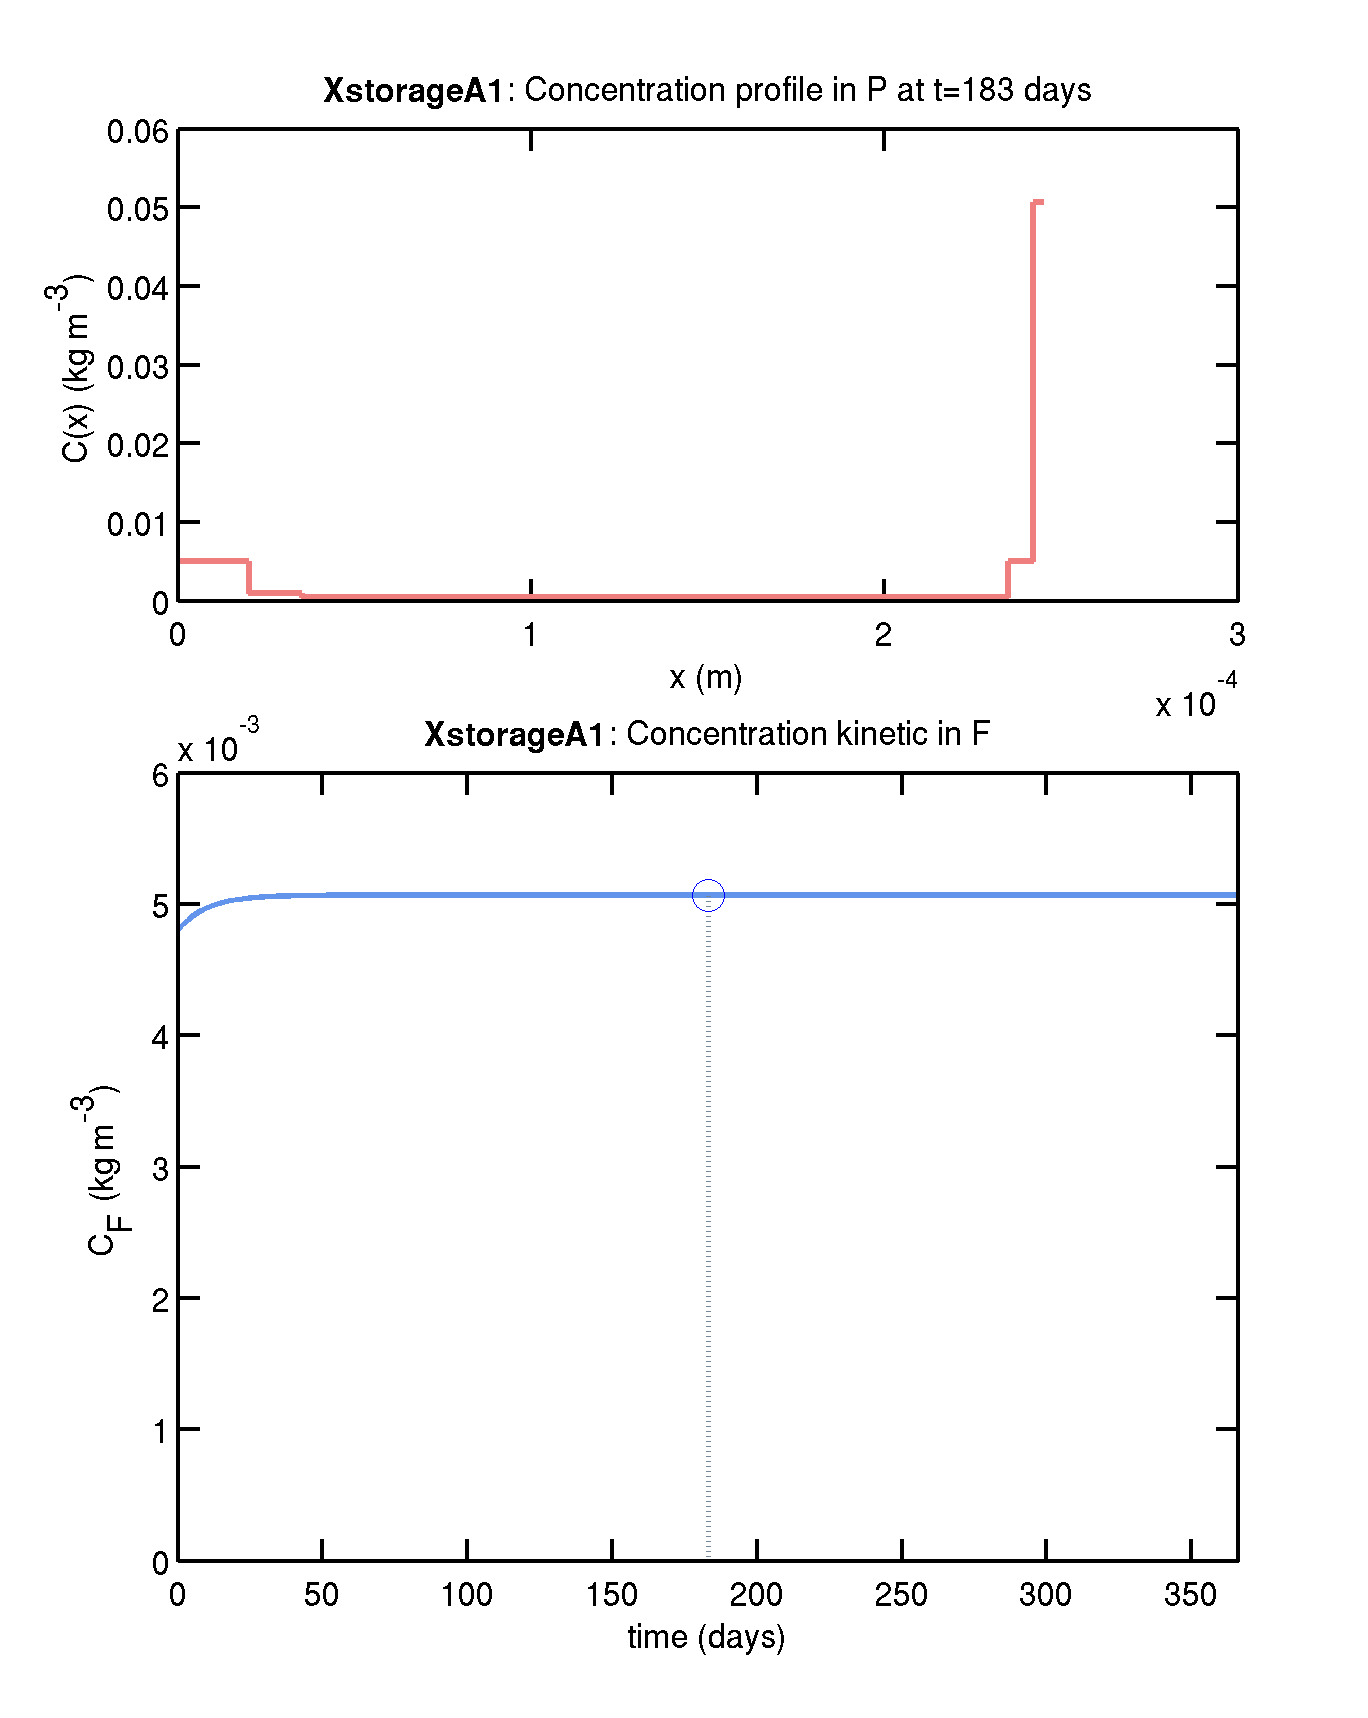 XstorageA1: Concentration profile in P at t=183 days
0.06
0.05
0.04
0.03
0.02
0.01
0
C(x) (kg m-3)
0 1 2 3
x (m)
x 10-4
XstorageA1: Concentration kinetic in F
x 10-3
6
5
4
3
2
1
0
CF (kg m-3)
0 50 100 150 200 250 300 350
time (days)